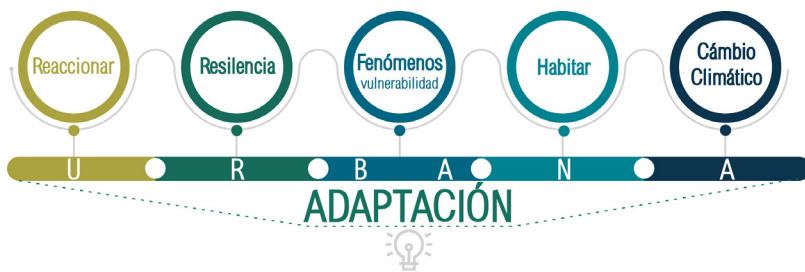 Reaccionar
Resilencia
Fenómenos
vulnerabilidad
Habitar
Cámbio
Climático
U R B A N A
ADAPTACIÓN